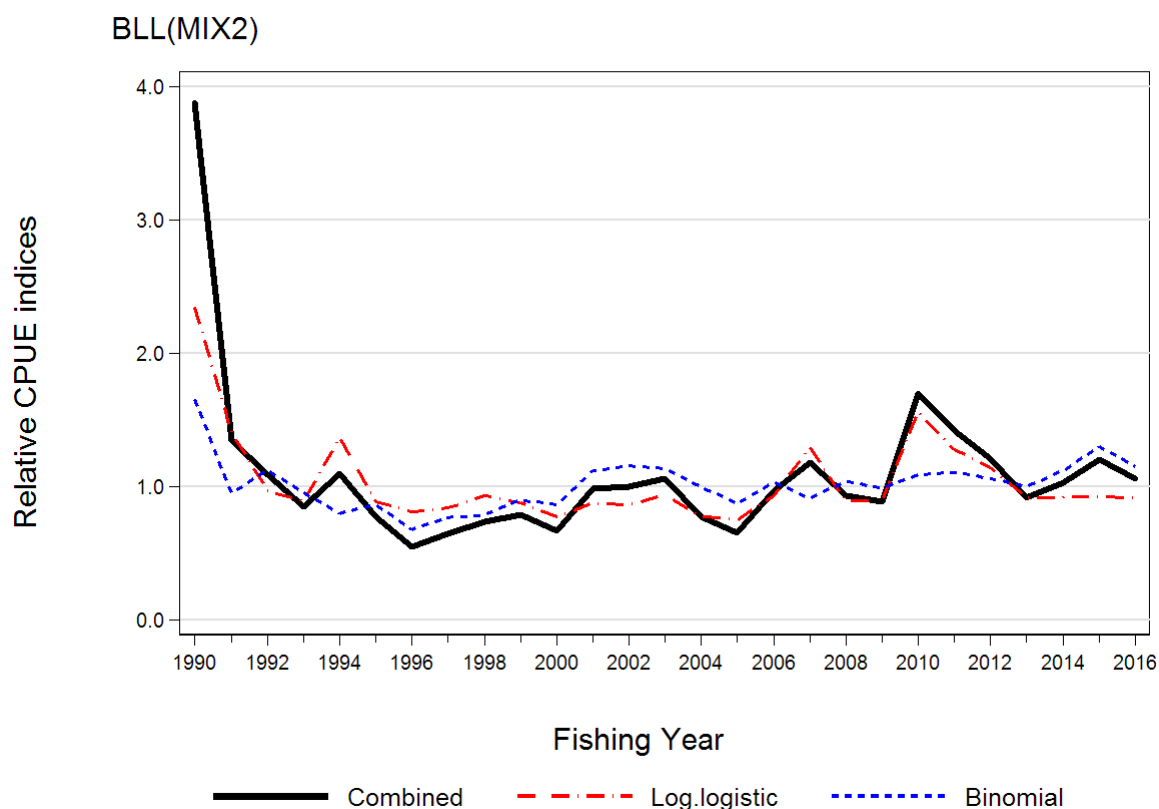 BLL(MIX2)
Relative CPUE indices
4.0
3.0
2.0
1.0
0.0
1990 1992 1994 1996 1998 2000 2002 2004 2006 2008 2010 2012 2014 2016
Fishing Year
Combined Log.logistic Binomial